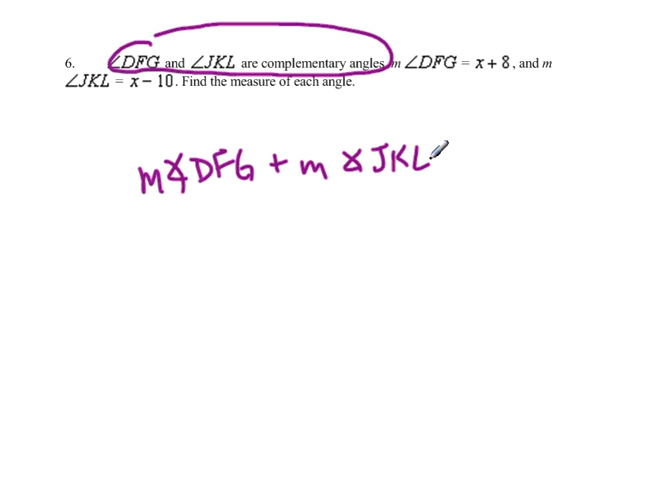 6. ∠DFG and ∠JKL are complementary angles. m ∠DFG = x + 8, and m
∠JKL = x − 10. Find the measure of each angle.
m∡DFG + m ∡JKL